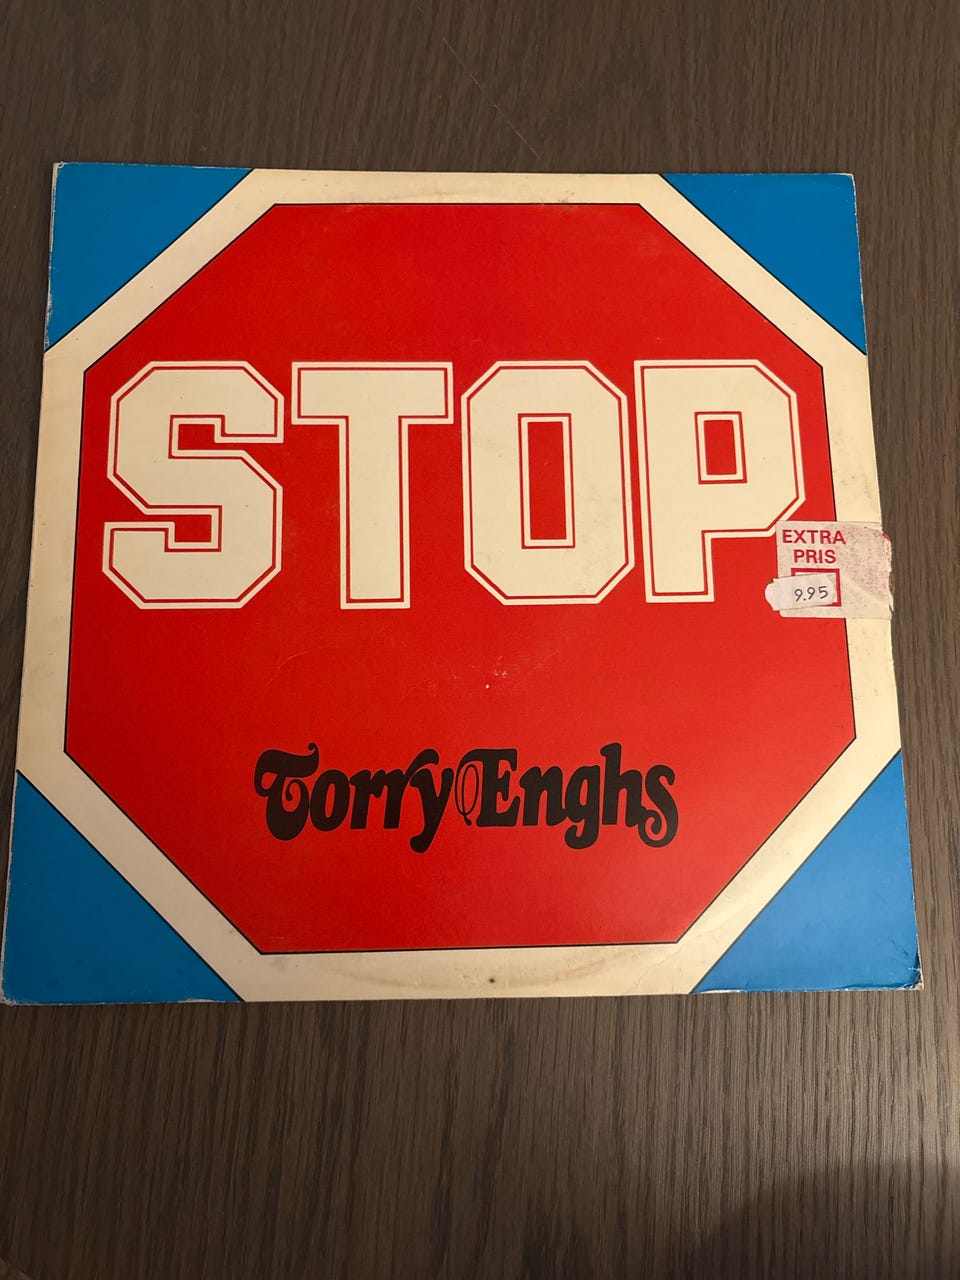 STOP
EXTRA
PRIS
9.95
Torry Enghs